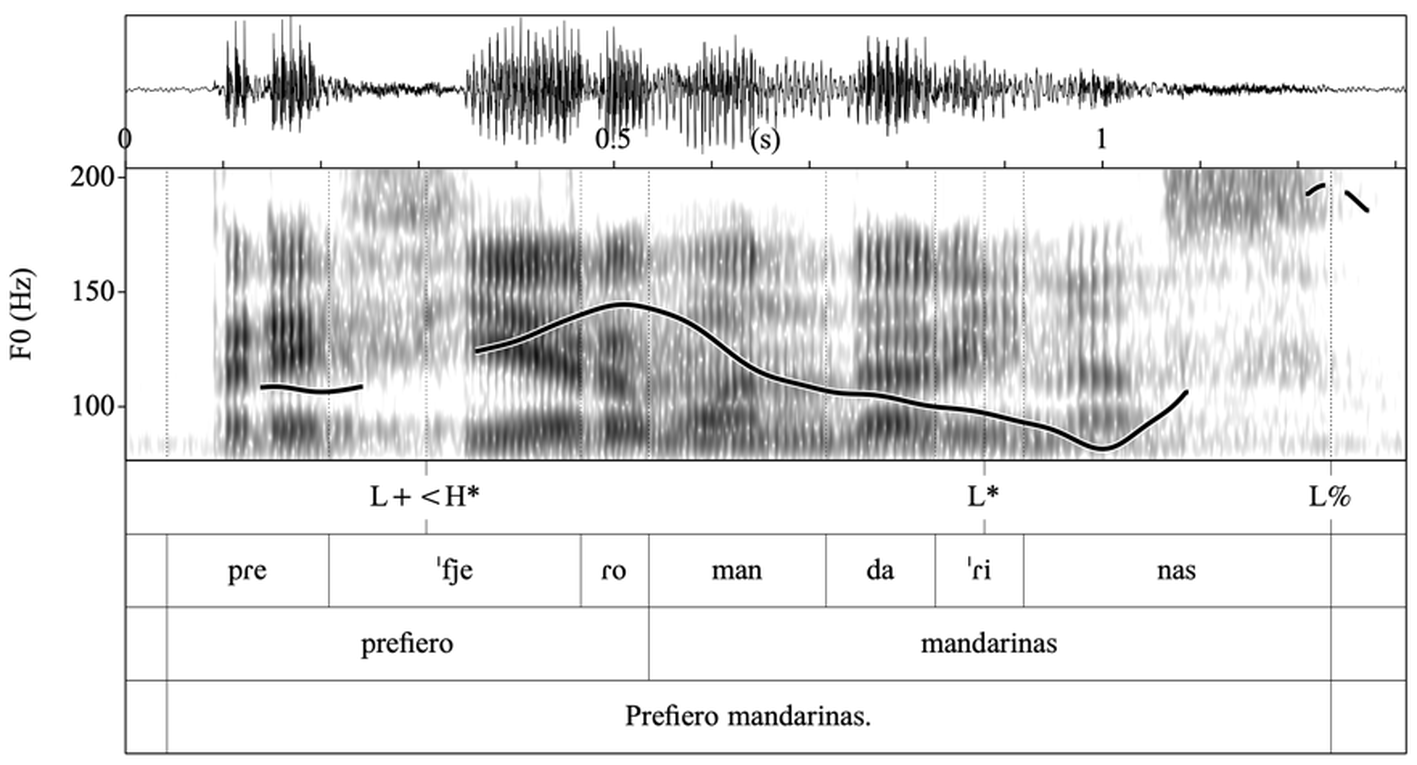 0 0.5 (s) 1
200
150
100
F0 (Hz)
L+<H* L* L%
pre ˈfje ɾo man da ˈɾi nas
prefiero mandarinas
Prefiero mandarinas.